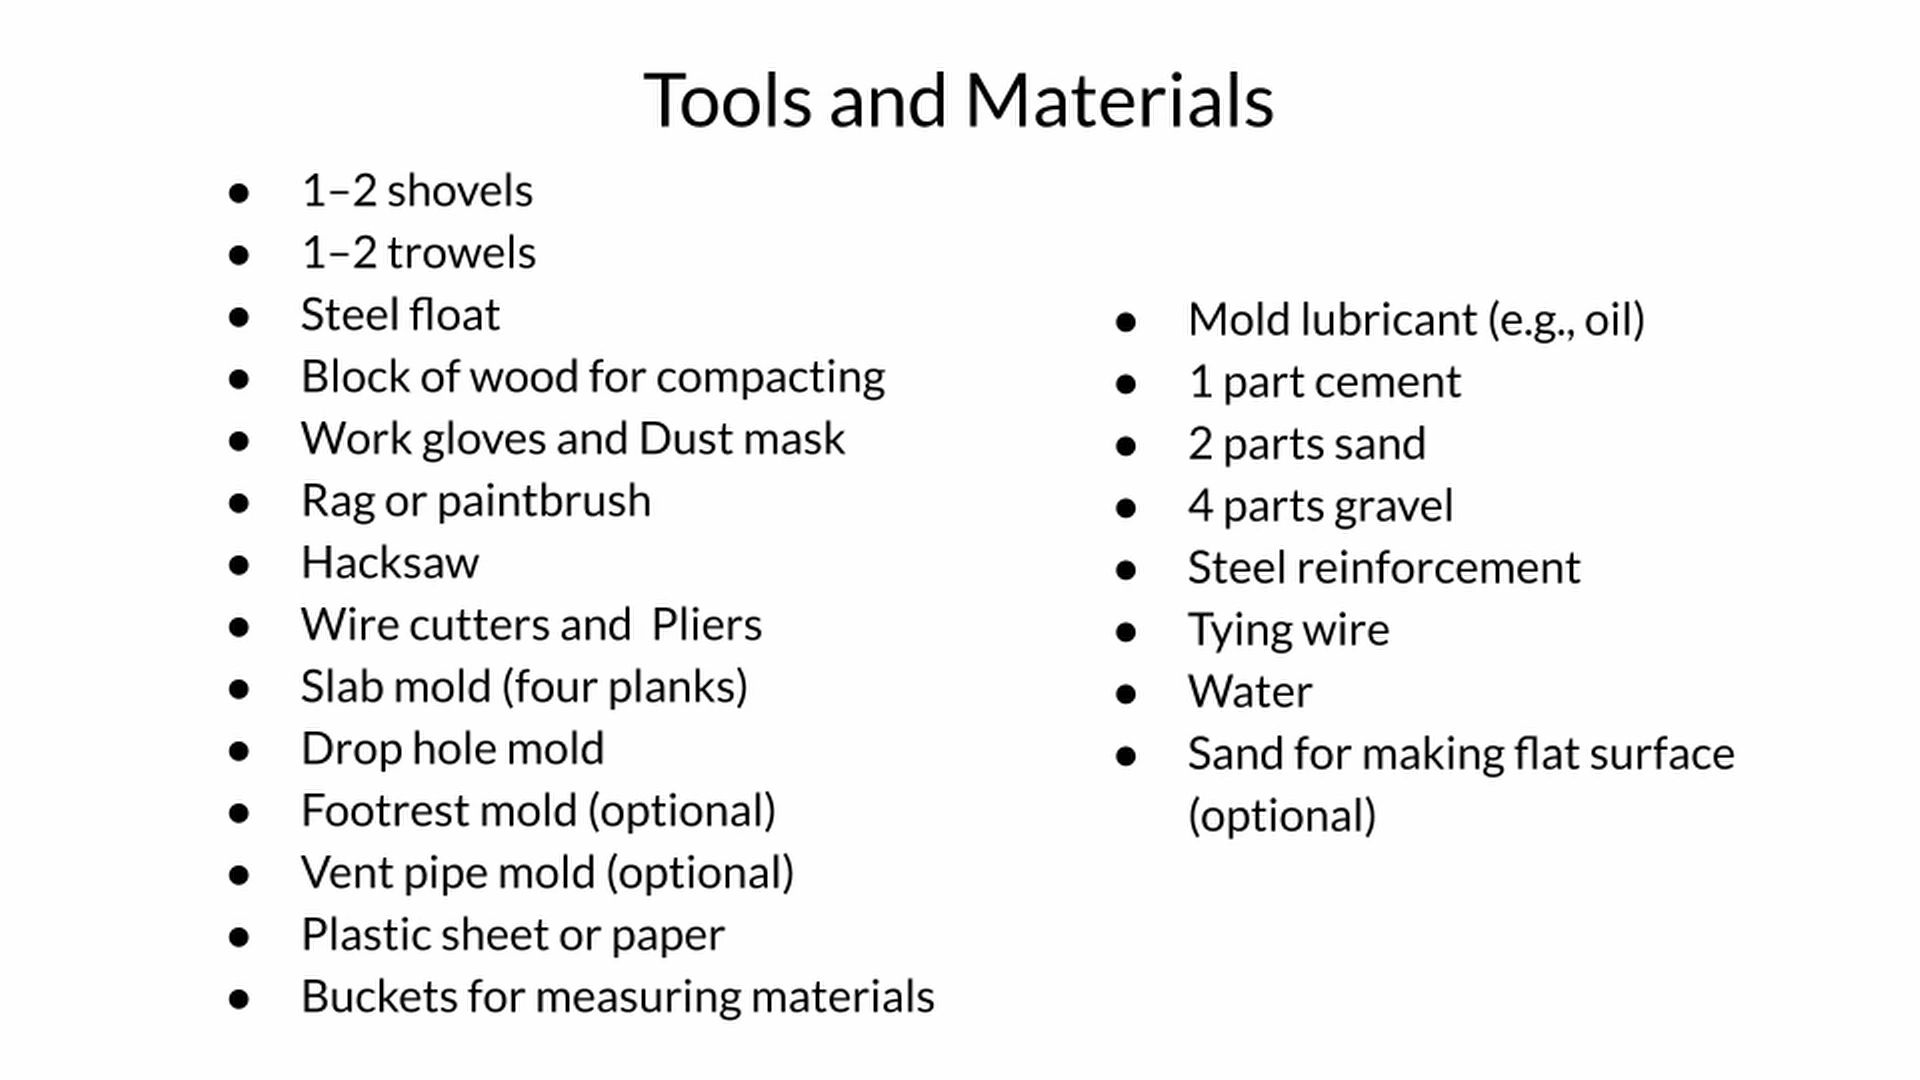 Tools and Materials
● 1–2 shovels
● 1–2 trowels
● Steel float
● Block of wood for compacting
● Work gloves and Dust mask
● Rag or paintbrush
● Hacksaw
● Wire cutters and  Pliers
● Slab mold (four planks)
● Drop hole mold
● Footrest mold (optional)
● Vent pipe mold (optional)
● Plastic sheet or paper
● Buckets for measuring materials
● Mold lubricant (e.g., oil)
● 1 part cement
● 2 parts sand
● 4 parts gravel
● Steel reinforcement
● Tying wire
● Water
● Sand for making flat surface
(optional)